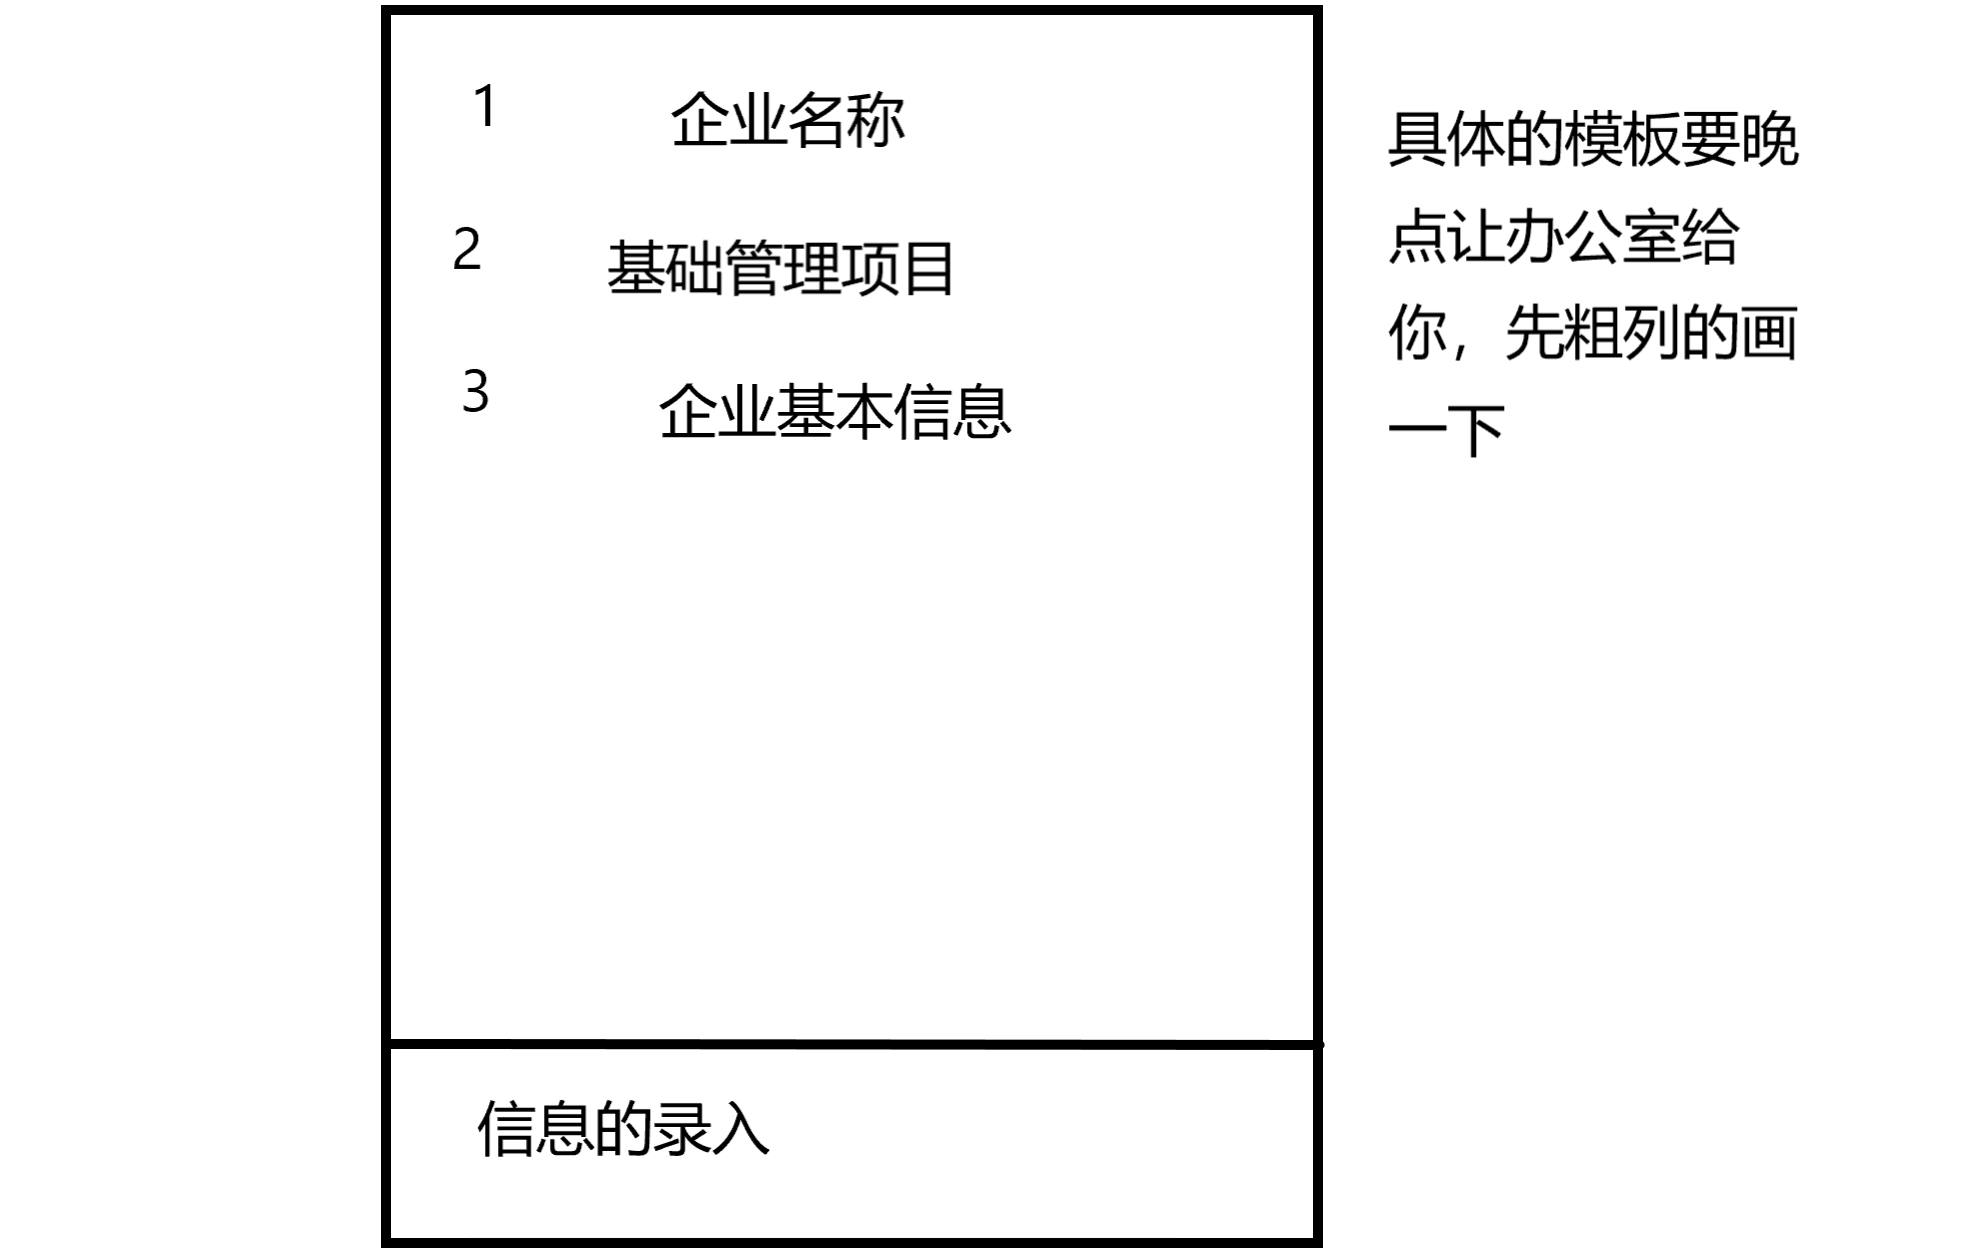 1 企业名称
2 基础管理项目
3 企业基本信息
信息的录入
具体的模板要晚
点让办公室给
你，先粗列的画
一下